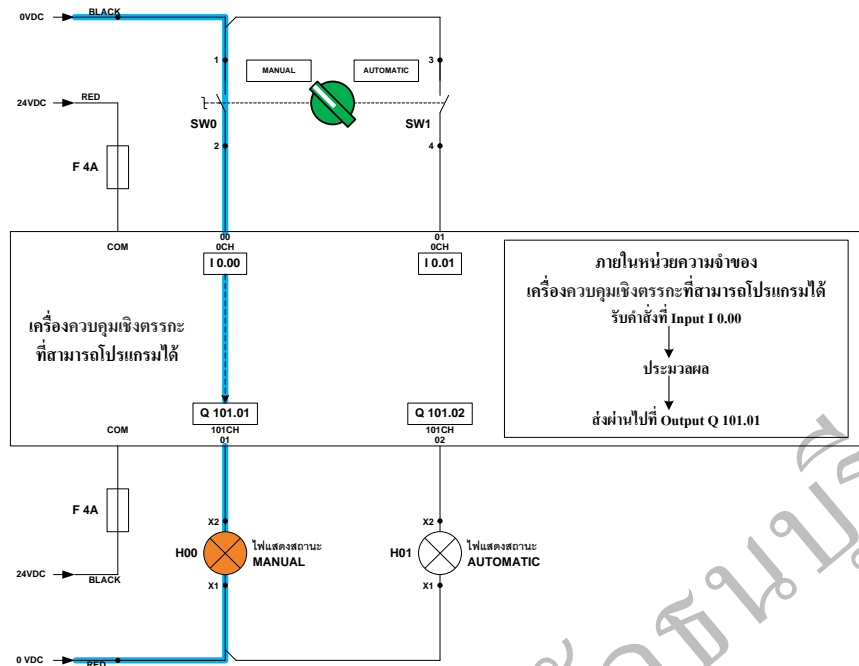 0VDC
BLACK
1
3
MANUAL
AUTOMATIC
24VDC
RED
SW0
SW1
2
4
F 4A
COM
00
0CH
I 0.00
01
0CH
I 0.01
ภายในหน่วยความจำของ
เครื่องควบคุมเชิงตรรกะที่สามารถโปรแกรมได้
รับคำสั่งที่ Input I 0.00
ประมวลผล
ส่งผ่านไปที่ Output Q 101.01
เครื่องควบคุมเชิงตรรกะ
ที่สามารถโปรแกรมได้
Q 101.01
Q 101.02
COM
101CH
01
101CH
02
F 4A
X2
X2
H00
ไฟแสดงสถานะ
MANUAL
H01
ไฟแสดงสถานะ
AUTOMATIC
24VDC
BLACK
X1
X1
0 VDC
RED